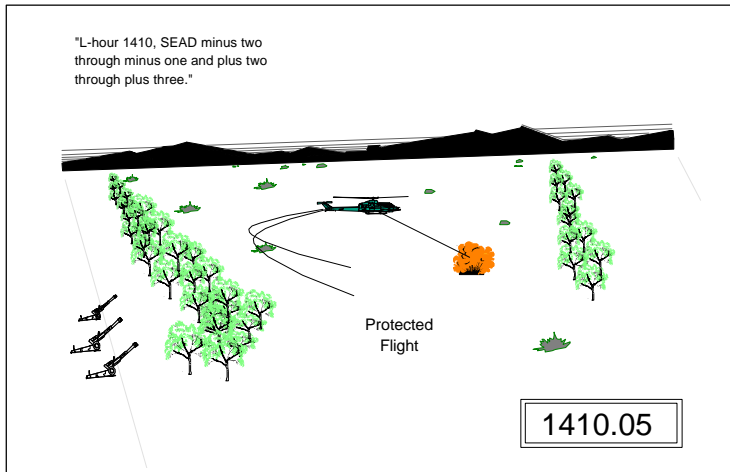 "L-hour 1410, SEAD minus two
through minus one and plus two
through plus three."
Protected
Flight
1410.05